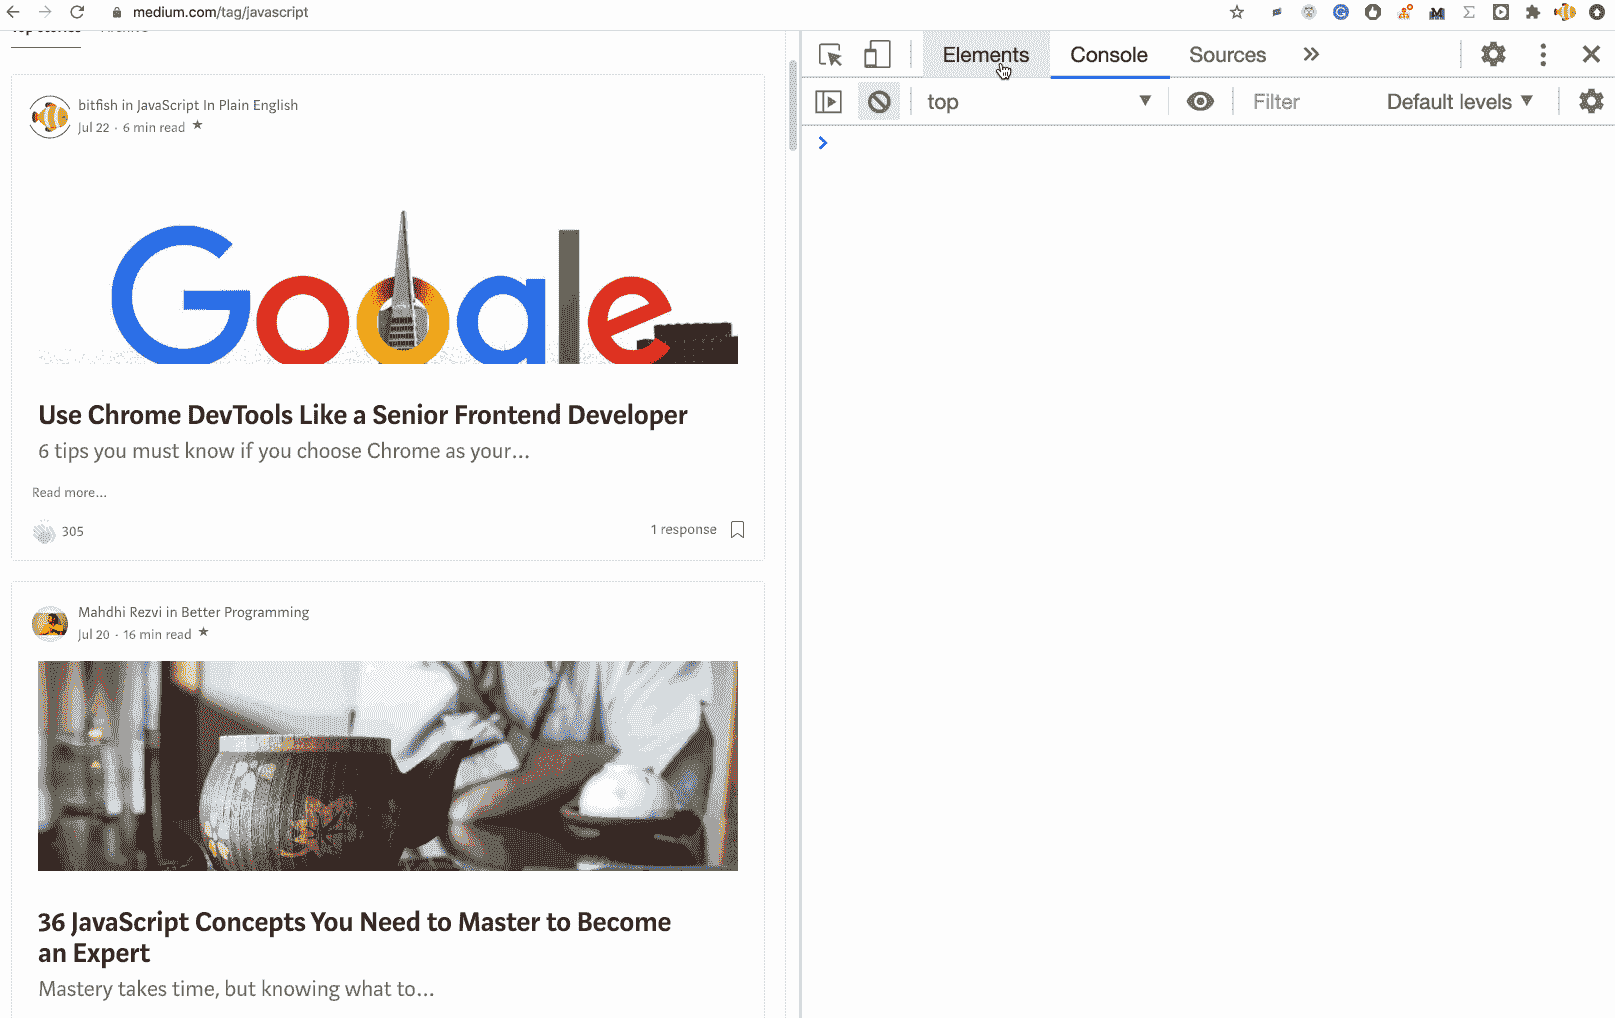 medium.com/tag/javascript
Top stories Archive
Elements Console Sources
top Filter Default levels
bitfish in JavaScript In Plain English
Jul 22 · 6 min read ★
Google
Use Chrome DevTools Like a Senior Frontend Developer
6 tips you must know if you choose Chrome as your...
Read more...
305
1 response
Mahdhi Rezvi in Better Programming
Jul 20 · 16 min read ★
36 JavaScript Concepts You Need to Master to Become
an Expert
Mastery takes time, but knowing what to...